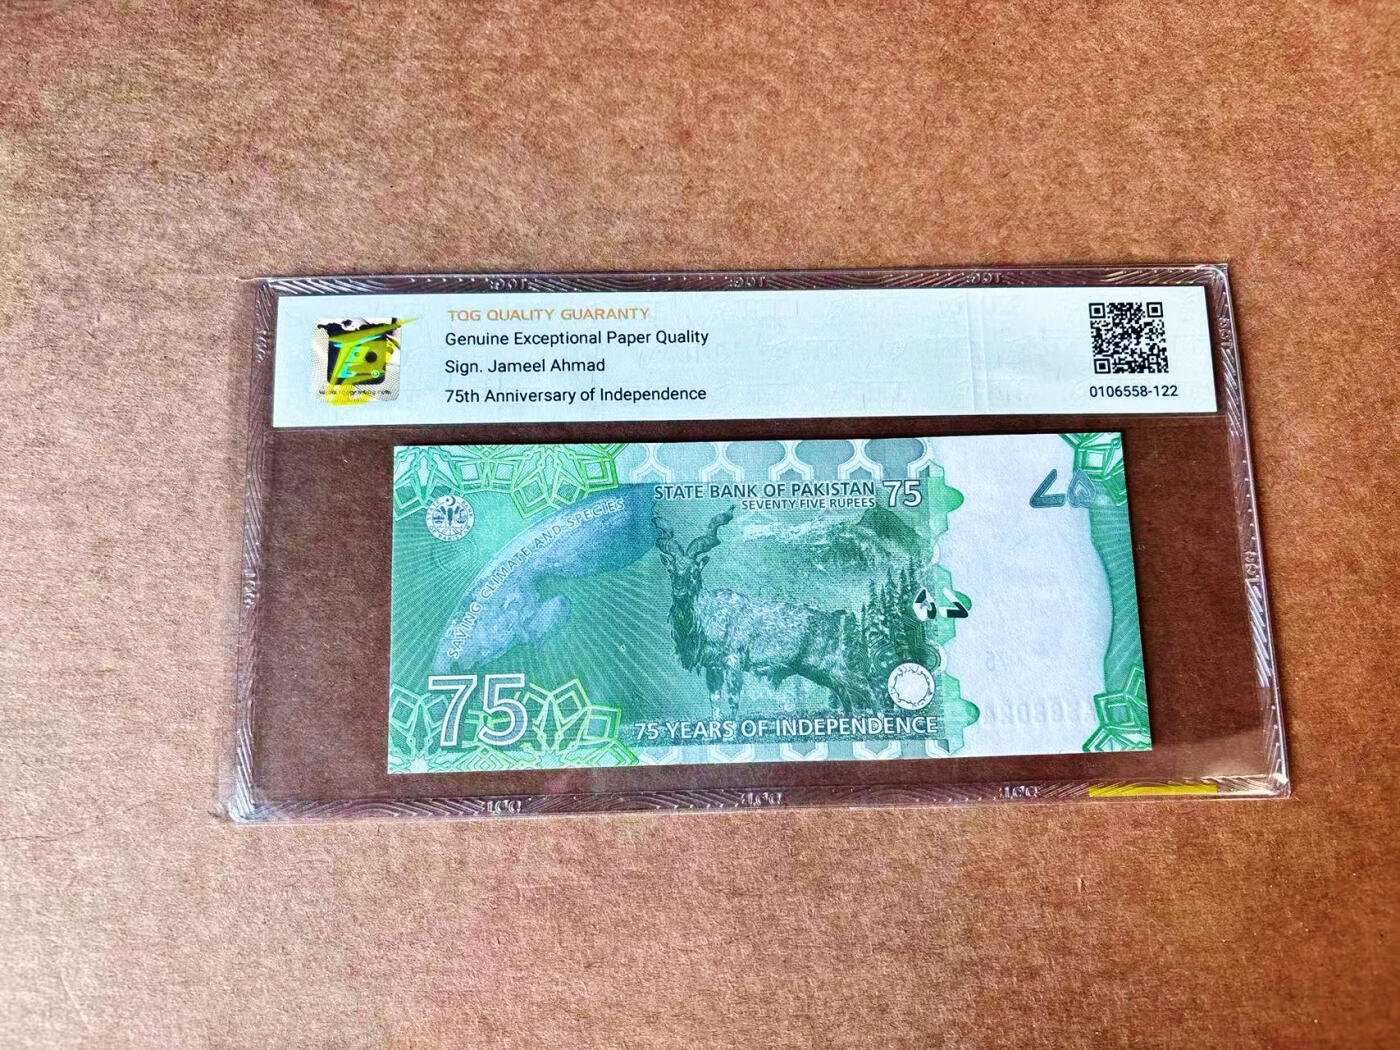 TQG QUALITY GUARANTY
Genuine Exceptional Paper Quality
Sign. Jameel Ahmad
75th Anniversary of Independence
0106558-122
STATE BANK OF PAKISTAN 75
SEVENTY FIVE RUPEES
SAVING CLIMATE AND SPECIES
75
75 YEARS OF INDEPENDENCE